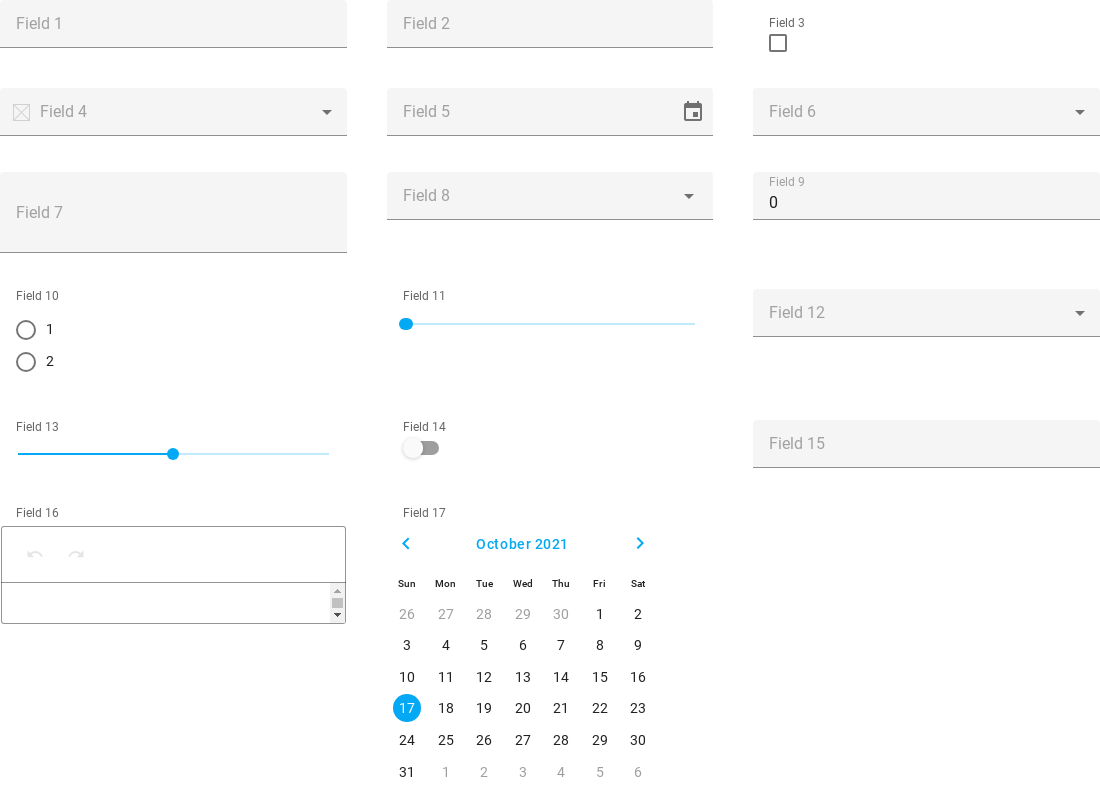 Field 1
Field 2
Field 3
Field 4
Field 5
Field 6
Field 7
Field 8
Field 9
0
Field 10
1
2
Field 11
Field 12
Field 13
Field 14
Field 15
Field 16
Field 17
October 2021
Sun Mon Tue Wed Thu Fri Sat
26 27 28 29 30 1 2
3 4 5 6 7 8 9
10 11 12 13 14 15 16
17 18 19 20 21 22 23
24 25 26 27 28 29 30
31 1 2 3 4 5 6